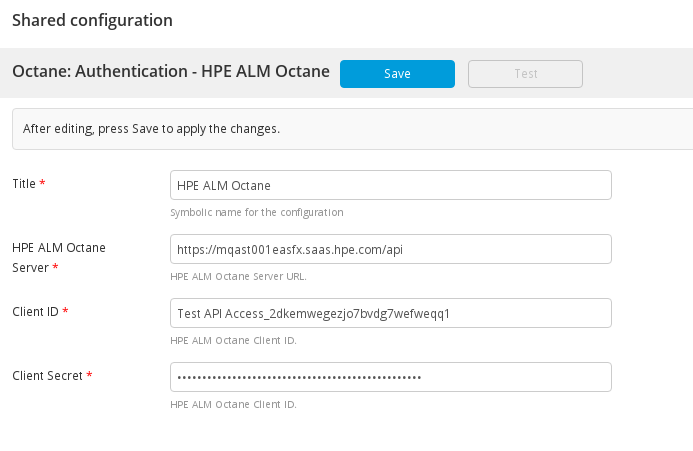 Shared configuration
Octane: Authentication - HPE ALM Octane
Save
Test
After editing, press Save to apply the changes.
Title *
HPE ALM Octane
Symbolic name for the configuration
HPE ALM Octane
Server *
https://mqast001easfx.saas.hpe.com/api
HPE ALM Octane Server URL.
Client ID *
Test API Access_2dkemwegezjo7bvdg7wefweqq1
HPE ALM Octane Client ID.
Client Secret *
HPE ALM Octane Client ID.